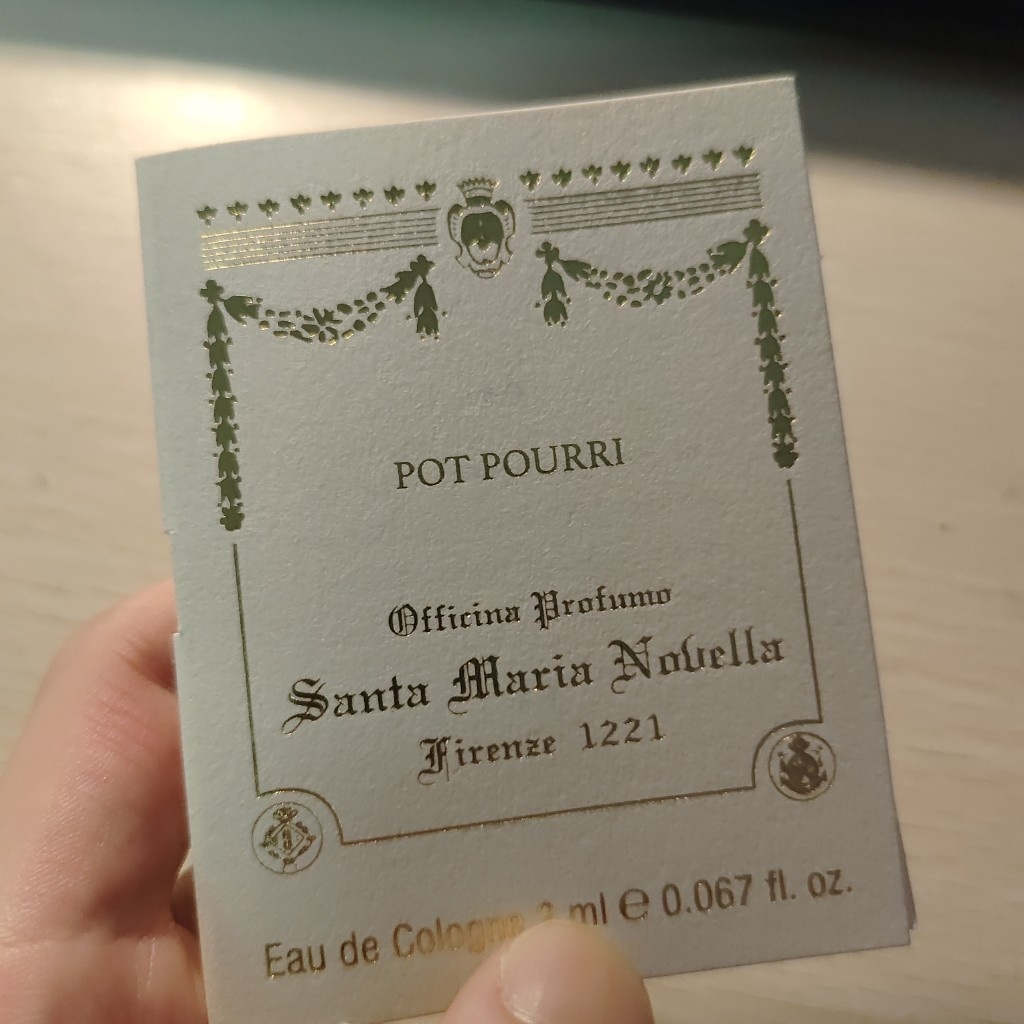 POT POURRI
Officina Profumo
Santa Maria Novella
Firenze 1221
Eau de Cologne ml ℮ 0.067 fl. oz.